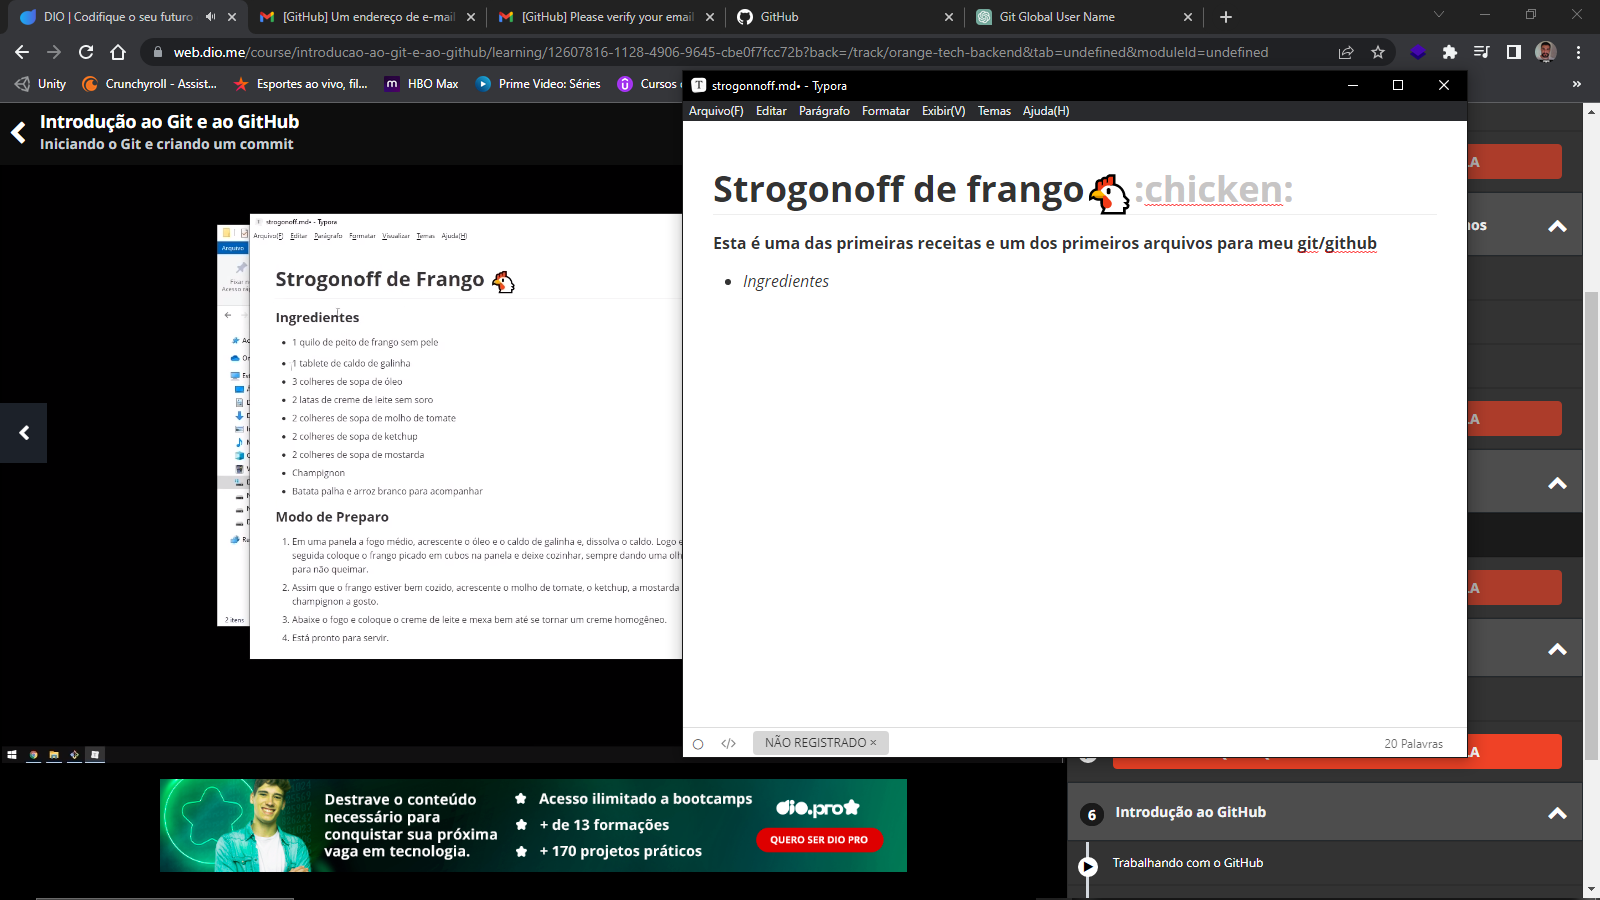 DIO | Codifique o seu futuro
[GitHub] Um endereço de e-mail
[GitHub] Please verify your email
GitHub
Git Global User Name
web.dio.me/course/introducao-ao-git-e-ao-github/learning/12607816-1128-4906-9645-cbe0f7fcc72b?back=/track/orange-tech-backend&tab=undefined&moduleId=undefined
Unity
Crunchyroll - Assist...
Esportes ao vivo, fil...
HBO Max
Prime Video: Séries
Cursos
»
Introdução ao Git e ao GitHub
Iniciando o Git e criando um commit
strogonoff.md• - Typora
Arquivo(F) Editar Parágrafo Formatar Visualizar Temas Ajuda(H)
Arquivo
Strogonoff de Frango
Ingredientes
1 quilo de peito de frango sem pele
1 tablete de caldo de galinha
3 colheres de sopa de óleo
2 latas de creme de leite sem soro
2 colheres de sopa de molho de tomate
2 colheres de sopa de ketchup
2 colheres de sopa de mostarda
Champignon
Batata palha e arroz branco para acompanhar
Modo de Preparo
1. Em uma panela a fogo médio, acrescente o óleo e o caldo de galinha e, dissolva o caldo. Logo e
seguida coloque o frango picado em cubos na panela e deixe cozinhar, sempre dando uma olh
para não queimar.
2. Assim que o frango estiver bem cozido, acrescente o molho de tomate, o ketchup, a mostarda
champignon a gosto.
3. Abaixe o fogo e coloque o creme de leite e mexa bem até se tornar um creme homogêneo.
4. Está pronto para servir.
2 itens
strogonnoff.md• - Typora
Arquivo(F) Editar Parágrafo Formatar Exibir(V) Temas Ajuda(H)
Strogonoff de frango :chicken:
Esta é uma das primeiras receitas e um dos primeiros arquivos para meu git/github
Ingredientes
</> NÃO REGISTRADO ×
20 Palavras
LA
nos
LA
LA
LA
Destrave o conteúdo
necessário para
conquistar sua próxima
vaga em tecnologia.
Acesso ilimitado a bootcamps
+ de 13 formações
+ 170 projetos práticos
dio.pro
QUERO SER DIO PRO
6 Introdução ao GitHub
Trabalhando com o GitHub